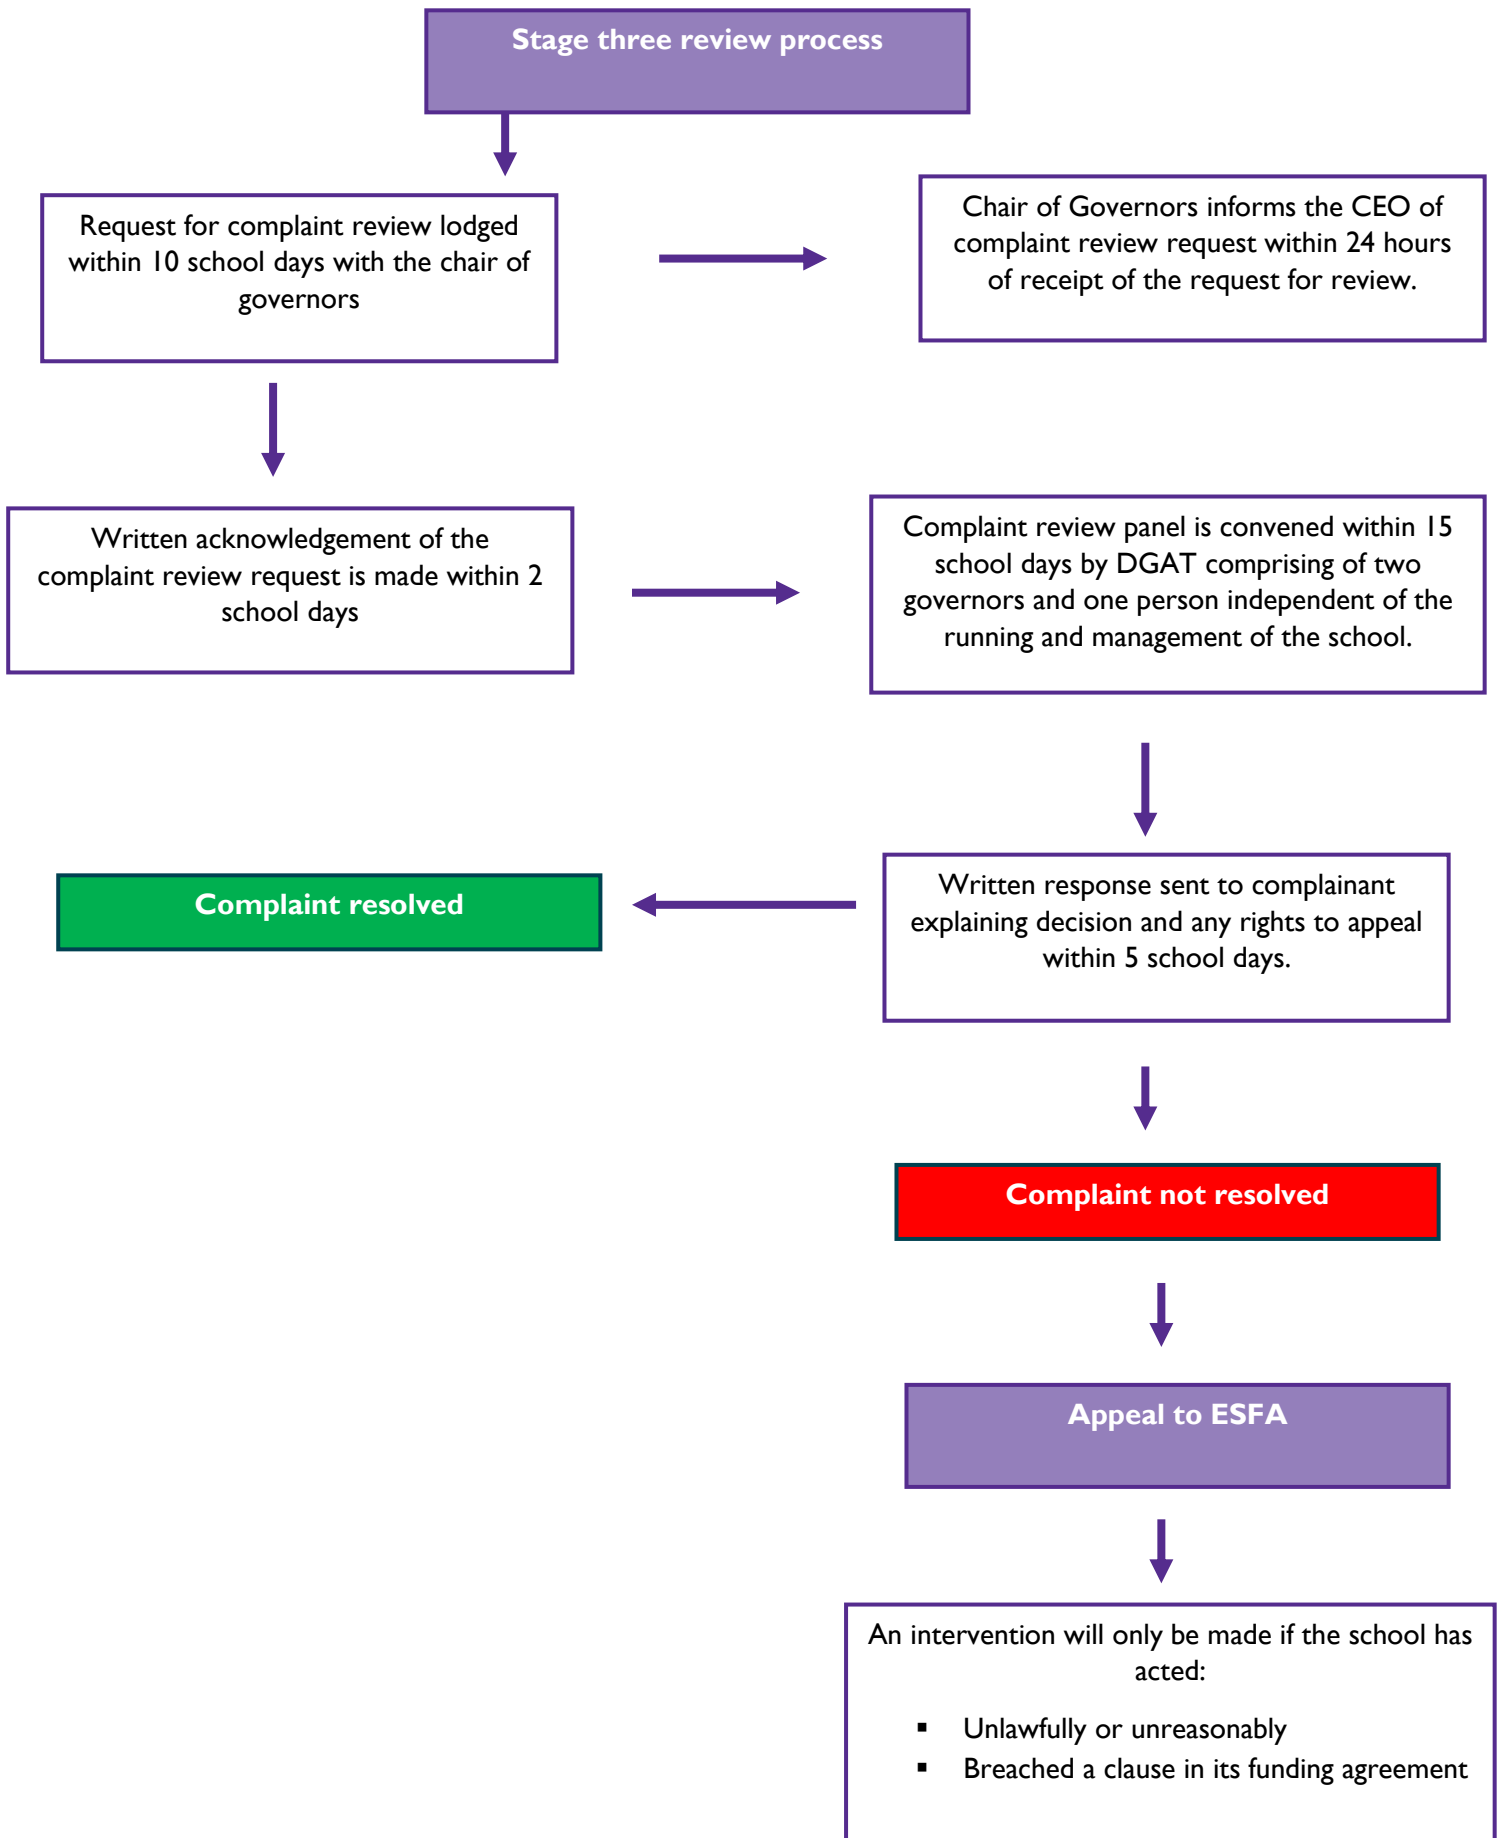 Stage three review process
Request for complaint review lodged
within 10 school days with the chair of
governors
Chair of Governors informs the CEO of
complaint review request within 24 hours
of receipt of the request for review.
Written acknowledgement of the
complaint review request is made within 2
school days
Complaint review panel is convened within 15
school days by DGAT comprising of two
governors and one person independent of the
running and management of the school.
Complaint resolved
Written response sent to complainant
explaining decision and any rights to appeal
within 5 school days.
Complaint not resolved
Appeal to ESFA
An intervention will only be made if the school has
acted:
▪ Unlawfully or unreasonably
▪ Breached a clause in its funding agreement